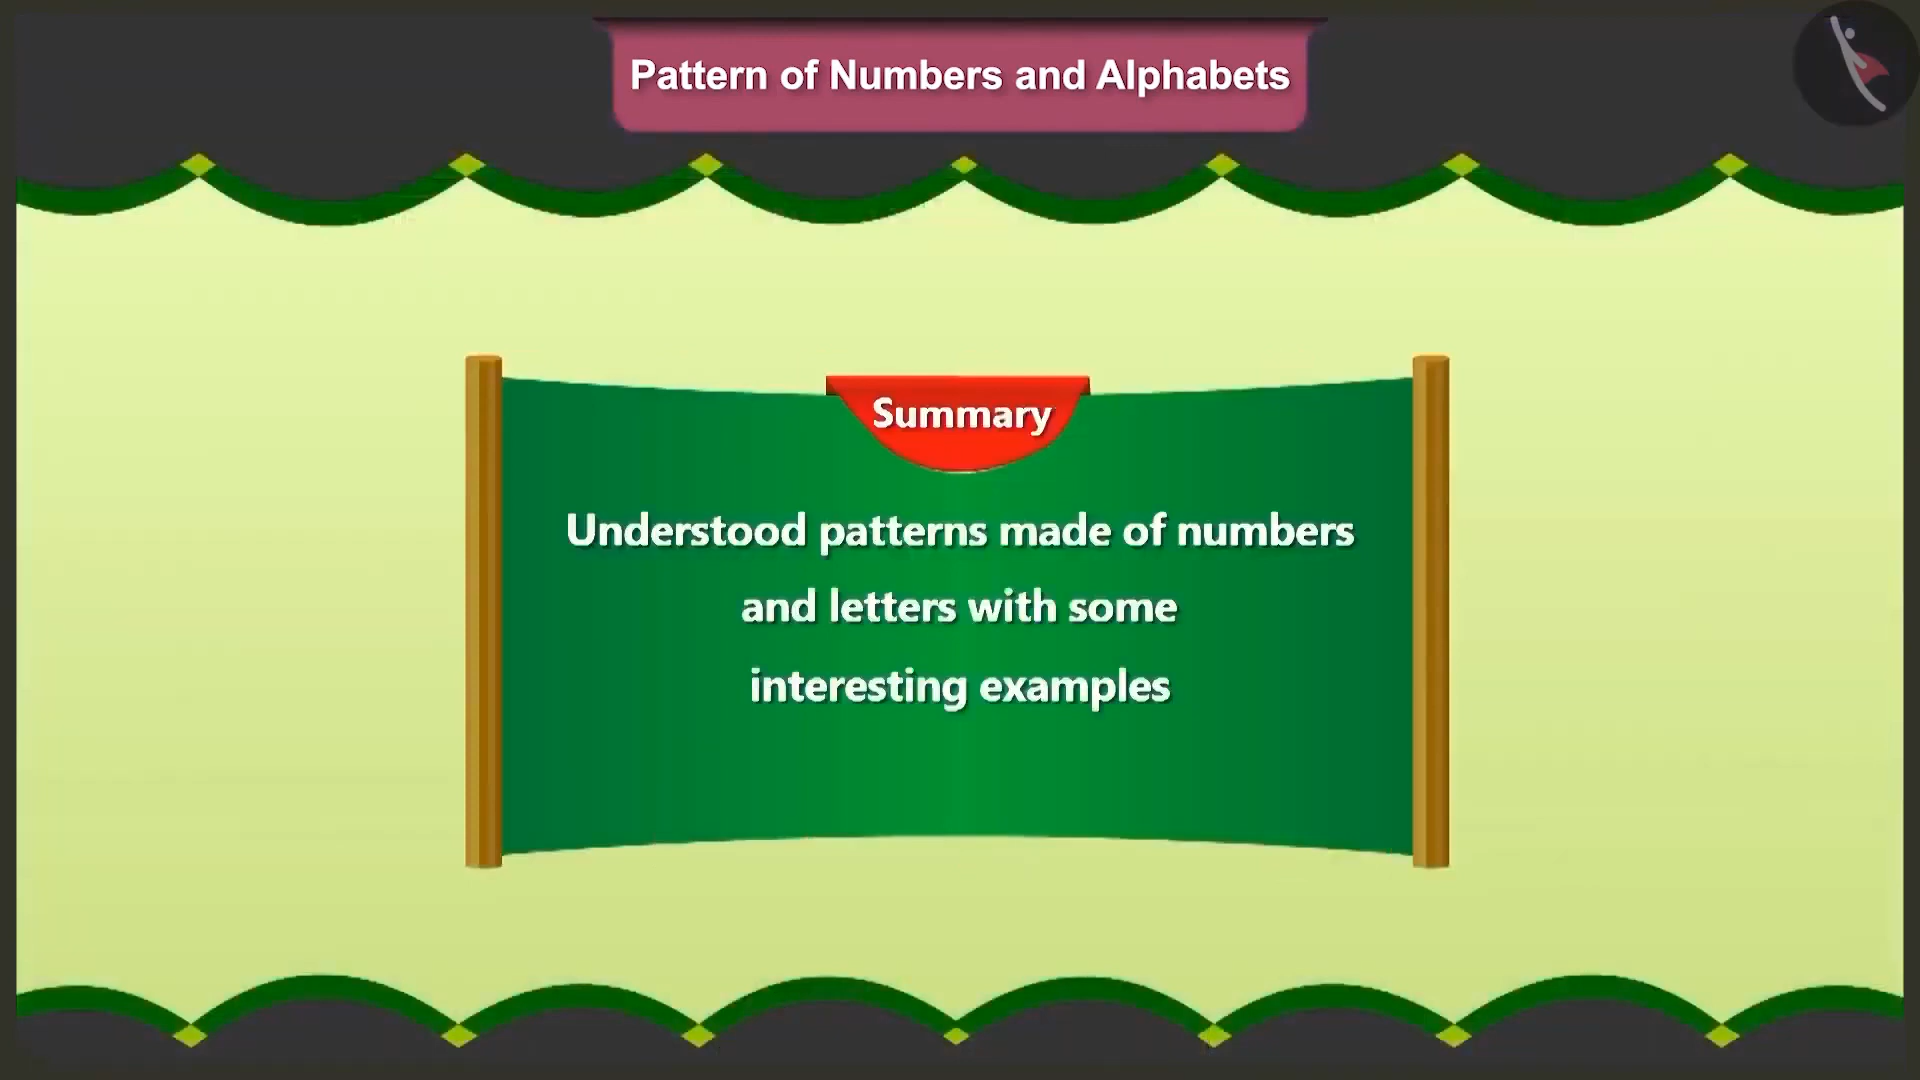 Pattern of Numbers and Alphabets
Summary
Understood patterns made of numbers
and letters with some
interesting examples